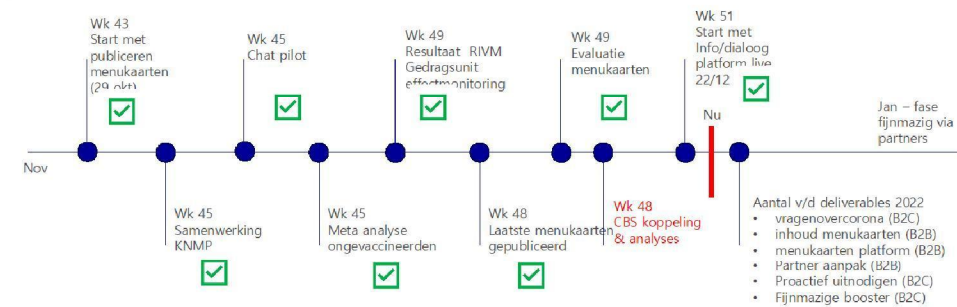 Wk 43
Start met
publiceren
menukaarten
(29 okt)
Wk 45
Chat pilot
Wk 49
Resultaat RIVM
Gedragsunit
effectmonitoring
Wk 49
Evaluatie
menukaarten
Wk 51
Start met
Info/dialoog
platform live
22/12
Nu
Jan – fase
fijnmazig via
partners
Nov
Wk 45
Samenwerking
KNMP
Wk 45
Meta analyse
ongevaccineerden
Wk 48
Laatste menukaarten
gepubliceerd
Wk 48
CBS koppeling
& analyses
Aantal v/d deliverables 2022
• vragenovercorona (B2C)
• inhoud menukaarten (B2B)
• menukaarten platform (B2B)
• Partner aanpak (B2B)
• Proactief uitnodigen (B2C)
• Fijnmazige booster (B2C)